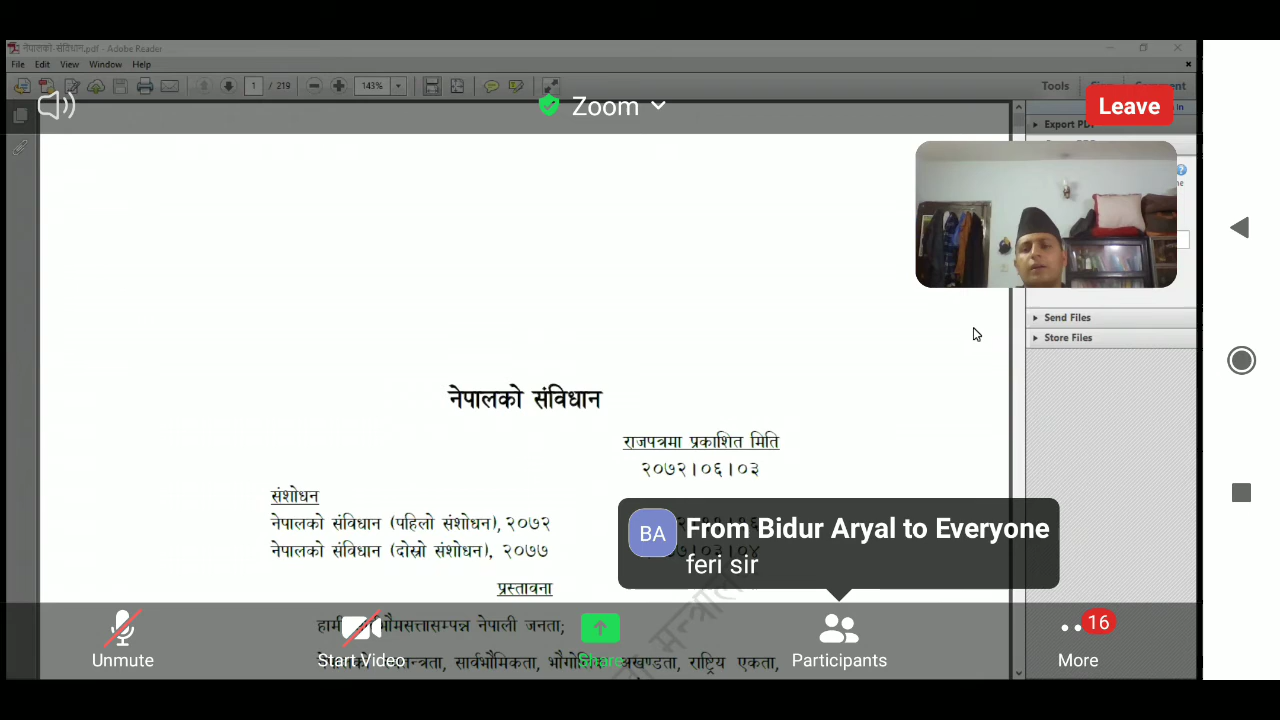 नेपालको-संविधान.pdf - Adobe Reader
File Edit View Window Help
1 / 219 143% Tools Comment
Zoom Leave
Export PDF
Send Files
Store Files
नेपालको संविधान
राजपत्रमा प्रकाशित मिति
२०७२।०६।०३
संशोधन
नेपालको संविधान (पहिलो संशोधन), २०७२
नेपालको संविधान (दोस्रो संशोधन), २०७७
BA From Bidur Aryal to Everyone
feri sir
प्रस्तावना
नेपाली जनता;
सार्वभौमिकता, राष्ट्रिय एकता,
16
Unmute Start Video Share Participants More